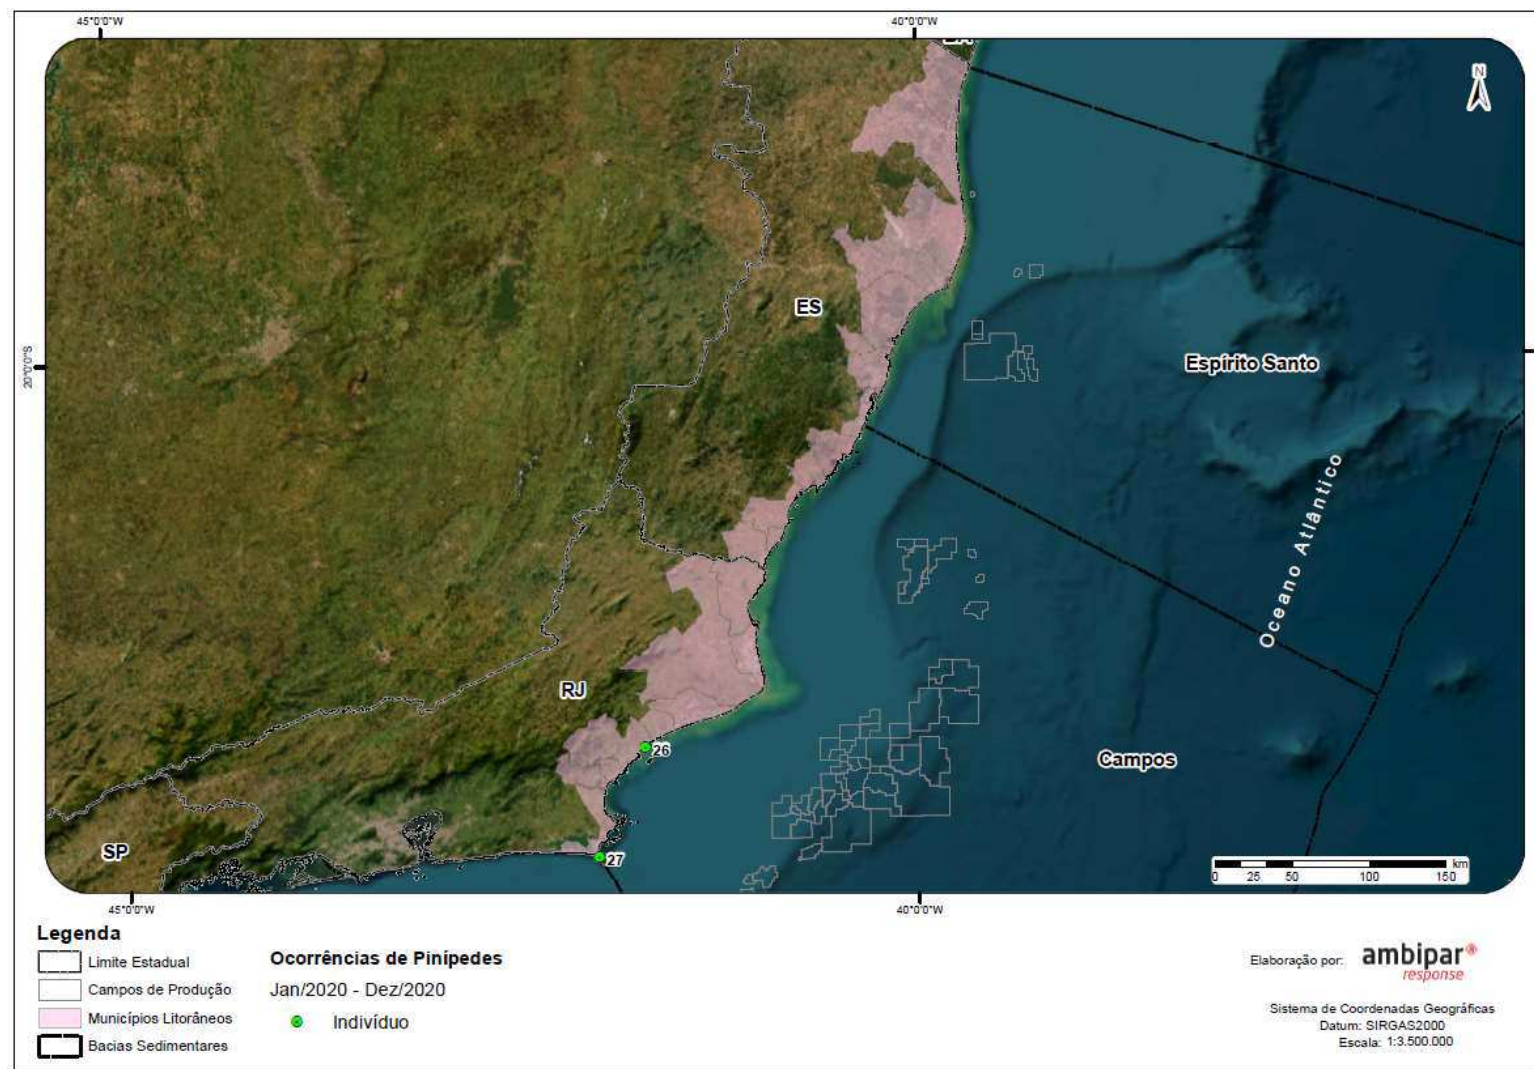 45°0'0"W
40°0'0"W
BA
N
ES
20°0'0"S
Espírito Santo
Oceano Atlântico
RJ
26
Campos
SP
27
km
0 25 50 100 150
45°0'0"W
40°0'0"W
Legenda
Limite Estadual
Campos de Produção
Municípios Litorâneos
Bacias Sedimentares
Ocorrências de Pinípedes
Jan/2020 - Dez/2020
Indivíduo
Elaboração por:
ambipar®
response
Sistema de Coordenadas Geográficas
Datum: SIRGAS2000
Escala: 1:3.500.000